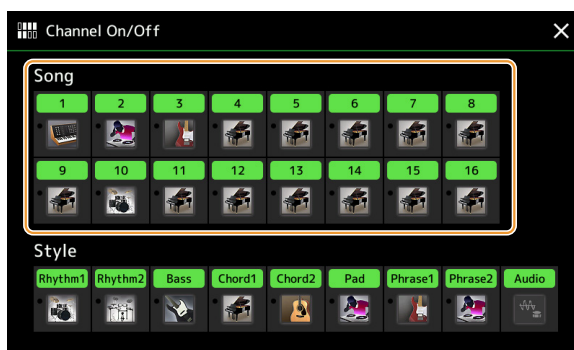 Channel On/Off
Song
1 2 3 4 5 6 7 8
9 10 11 12 13 14 15 16
Style
Rhythm1 Rhythm2 Bass Chord1 Chord2 Pad Phrase1 Phrase2 Audio